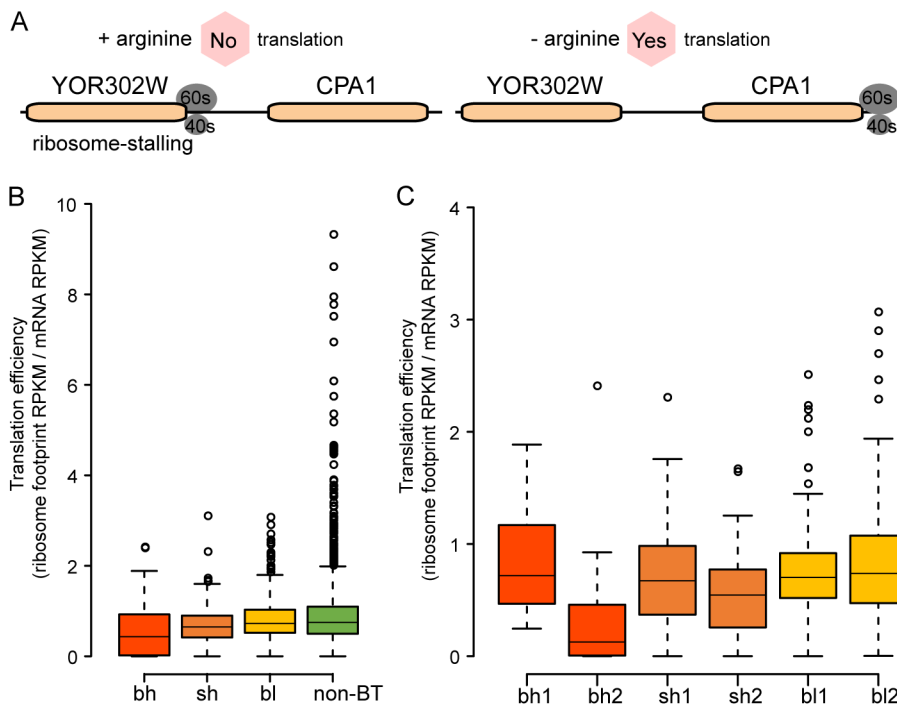 A
+ arginine No translation
- arginine Yes translation
YOR302W 60s CPA1
40s
ribosome-stalling
YOR302W CPA1 60s
40s
B
Translation efficiency
(ribosome footprint RPKM / mRNA RPKM)
10
8
6
4
2
0
bh sh bl non-BT
C
Translation efficiency
(ribosome footprint RPKM / mRNA RPKM)
4
3
2
1
0
bh1 bh2 sh1 sh2 bl1 bl2